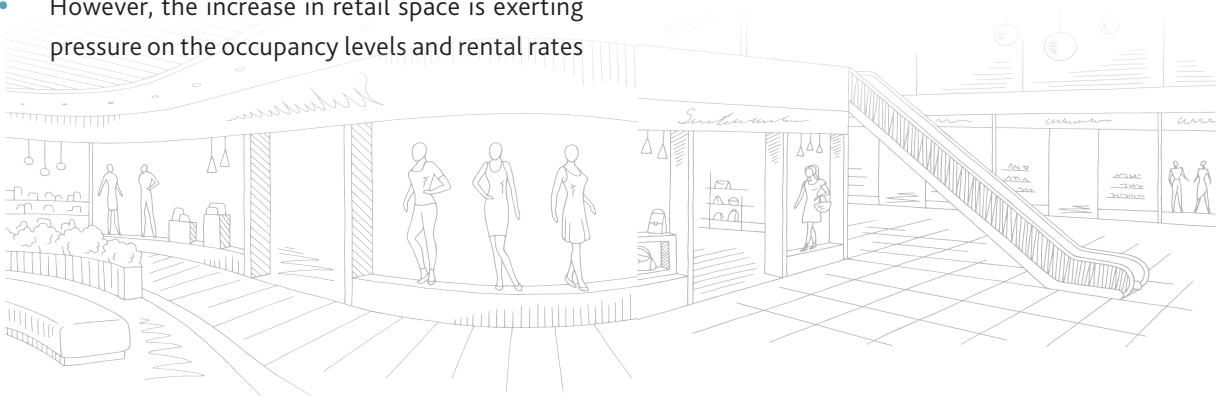 However, the increase in retail space is exerting
pressure on the occupancy levels and rental rates